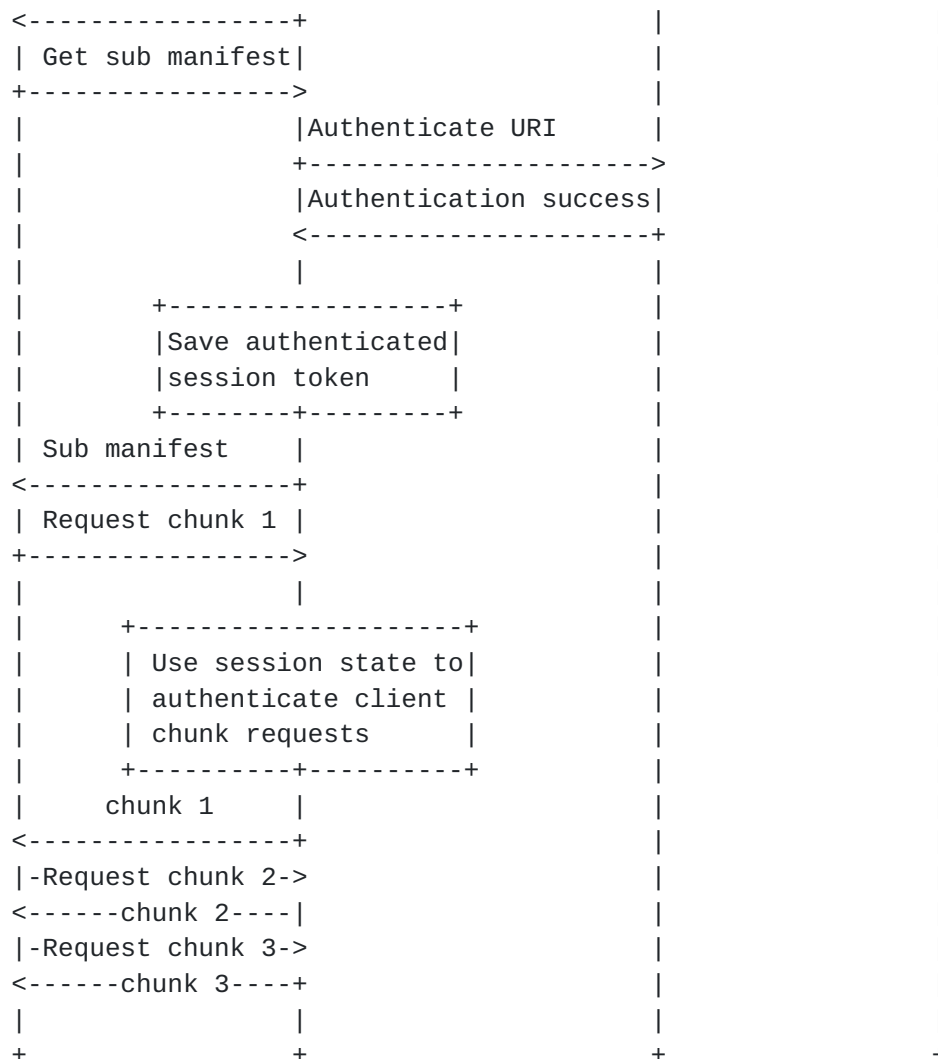 <-----------------+                      |
| Get sub manifest|                      |
+----------------->                      |
|                 |Authenticate URI      |
|                 +---------------------->
|                 |Authentication success|
|                 <----------------------+
|                 |                      |
|        +------------------+            |
|        |Save authenticated|            |
|        |session token     |            |
|        +--------+---------+            |
| Sub manifest    |                      |
<-----------------+                      |
| Request chunk 1 |                      |
+----------------->                      |
|                 |                      |
|      +---------------------+           |
|      | Use session state to|           |
|      | authenticate client |           |
|      | chunk requests      |           |
|      +----------+----------+           |
|     chunk 1     |                      |
<-----------------+                      |
|-Request chunk 2->                      |
<------chunk 2----|                      |
|-Request chunk 3->                      |
<------chunk 3----+                      |
|                 |                      |
+                 +                      +